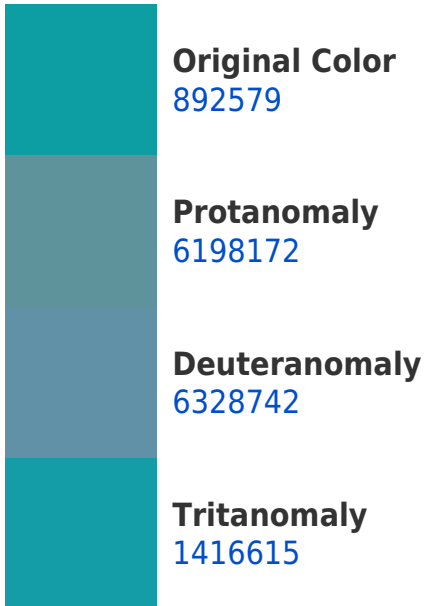 Original Color
892579
Protanomaly
6198172
Deuteranomaly
6328742
Tritanomaly
1416615